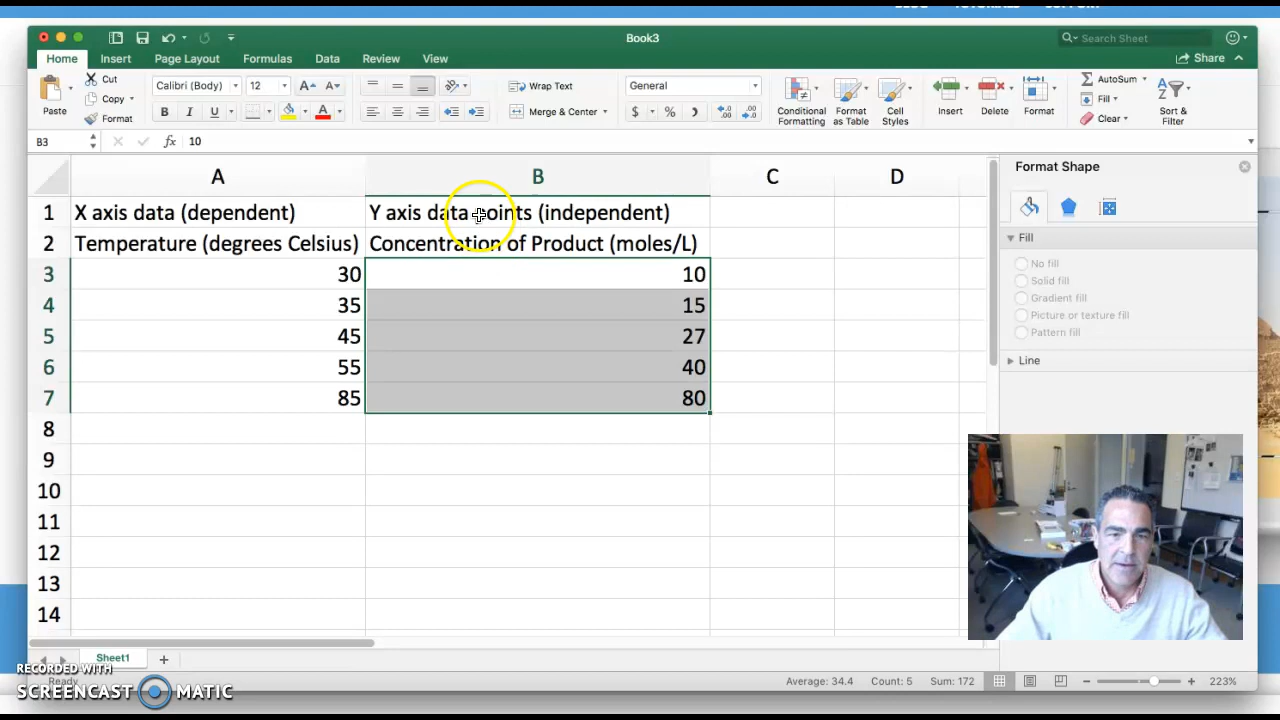 Book3
Search Sheet
Home Insert Page Layout Formulas Data Review View
Share
Paste
Cut
Copy
Format
Calibri (Body) 12
A A
B I U
Wrap Text
Merge & Center
General
$ %
Conditional Formatting
Format as Table
Cell Styles
Insert
Delete
Format
AutoSum
Fill
Clear
Sort & Filter
B3 fx 10
A B C D
1 X axis data (dependent) Y axis data points (independent)
2 Temperature (degrees Celsius) Concentration of Product (moles/L)
3 30 10
4 35 15
5 45 27
6 55 40
7 85 80
8
9
10
11
12
13
14
Format Shape
Fill
No fill
Solid fill
Gradient fill
Picture or texture fill
Pattern fill
Line
Sheet1
Ready Average: 34.4 Count: 5 Sum: 172 223%
RECORDED WITH
SCREENCAST MATIC